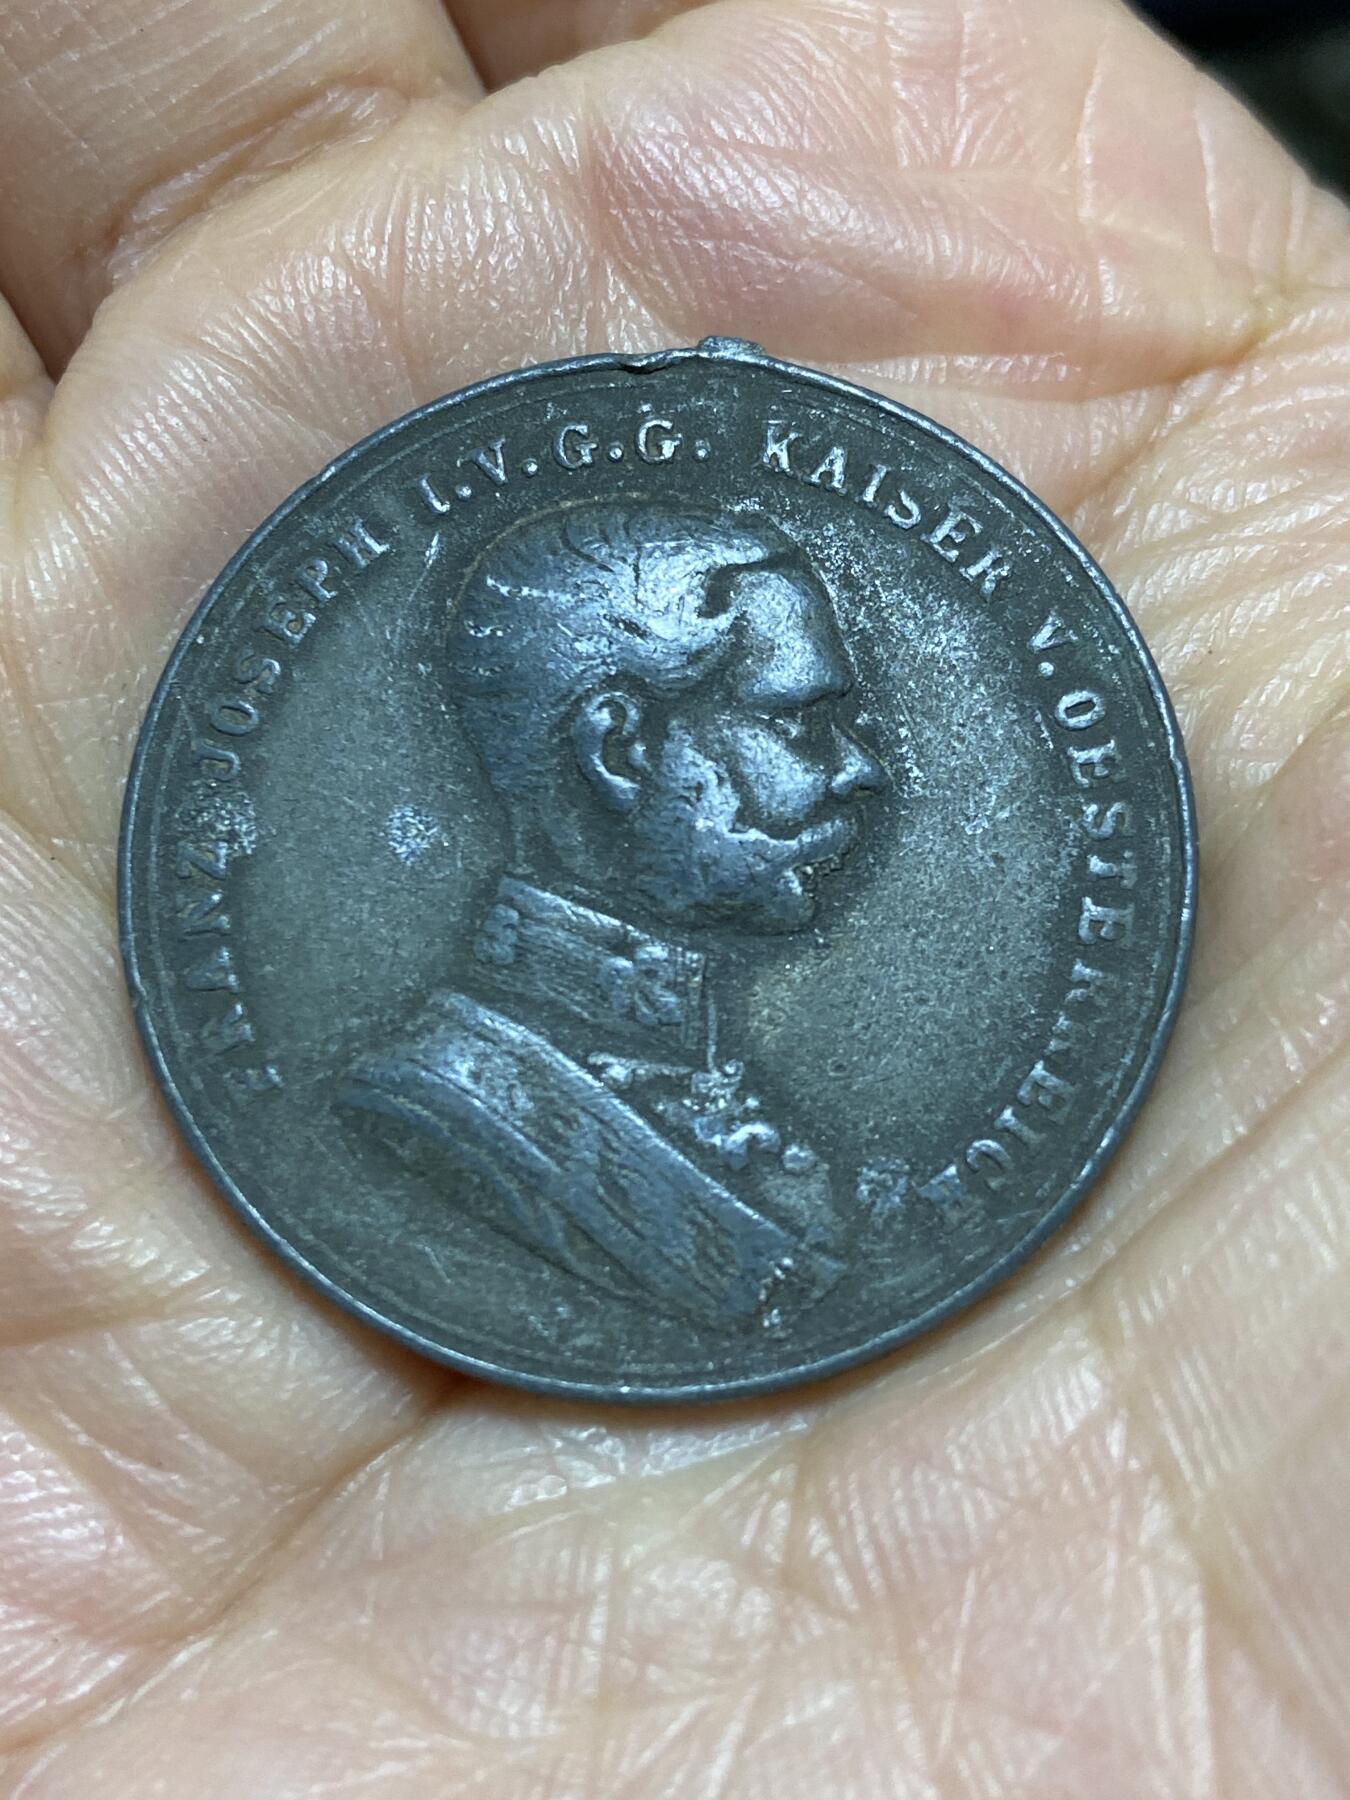 FRANZ JOSEPH I. V. G. G. KAISER V. OESTERREICH